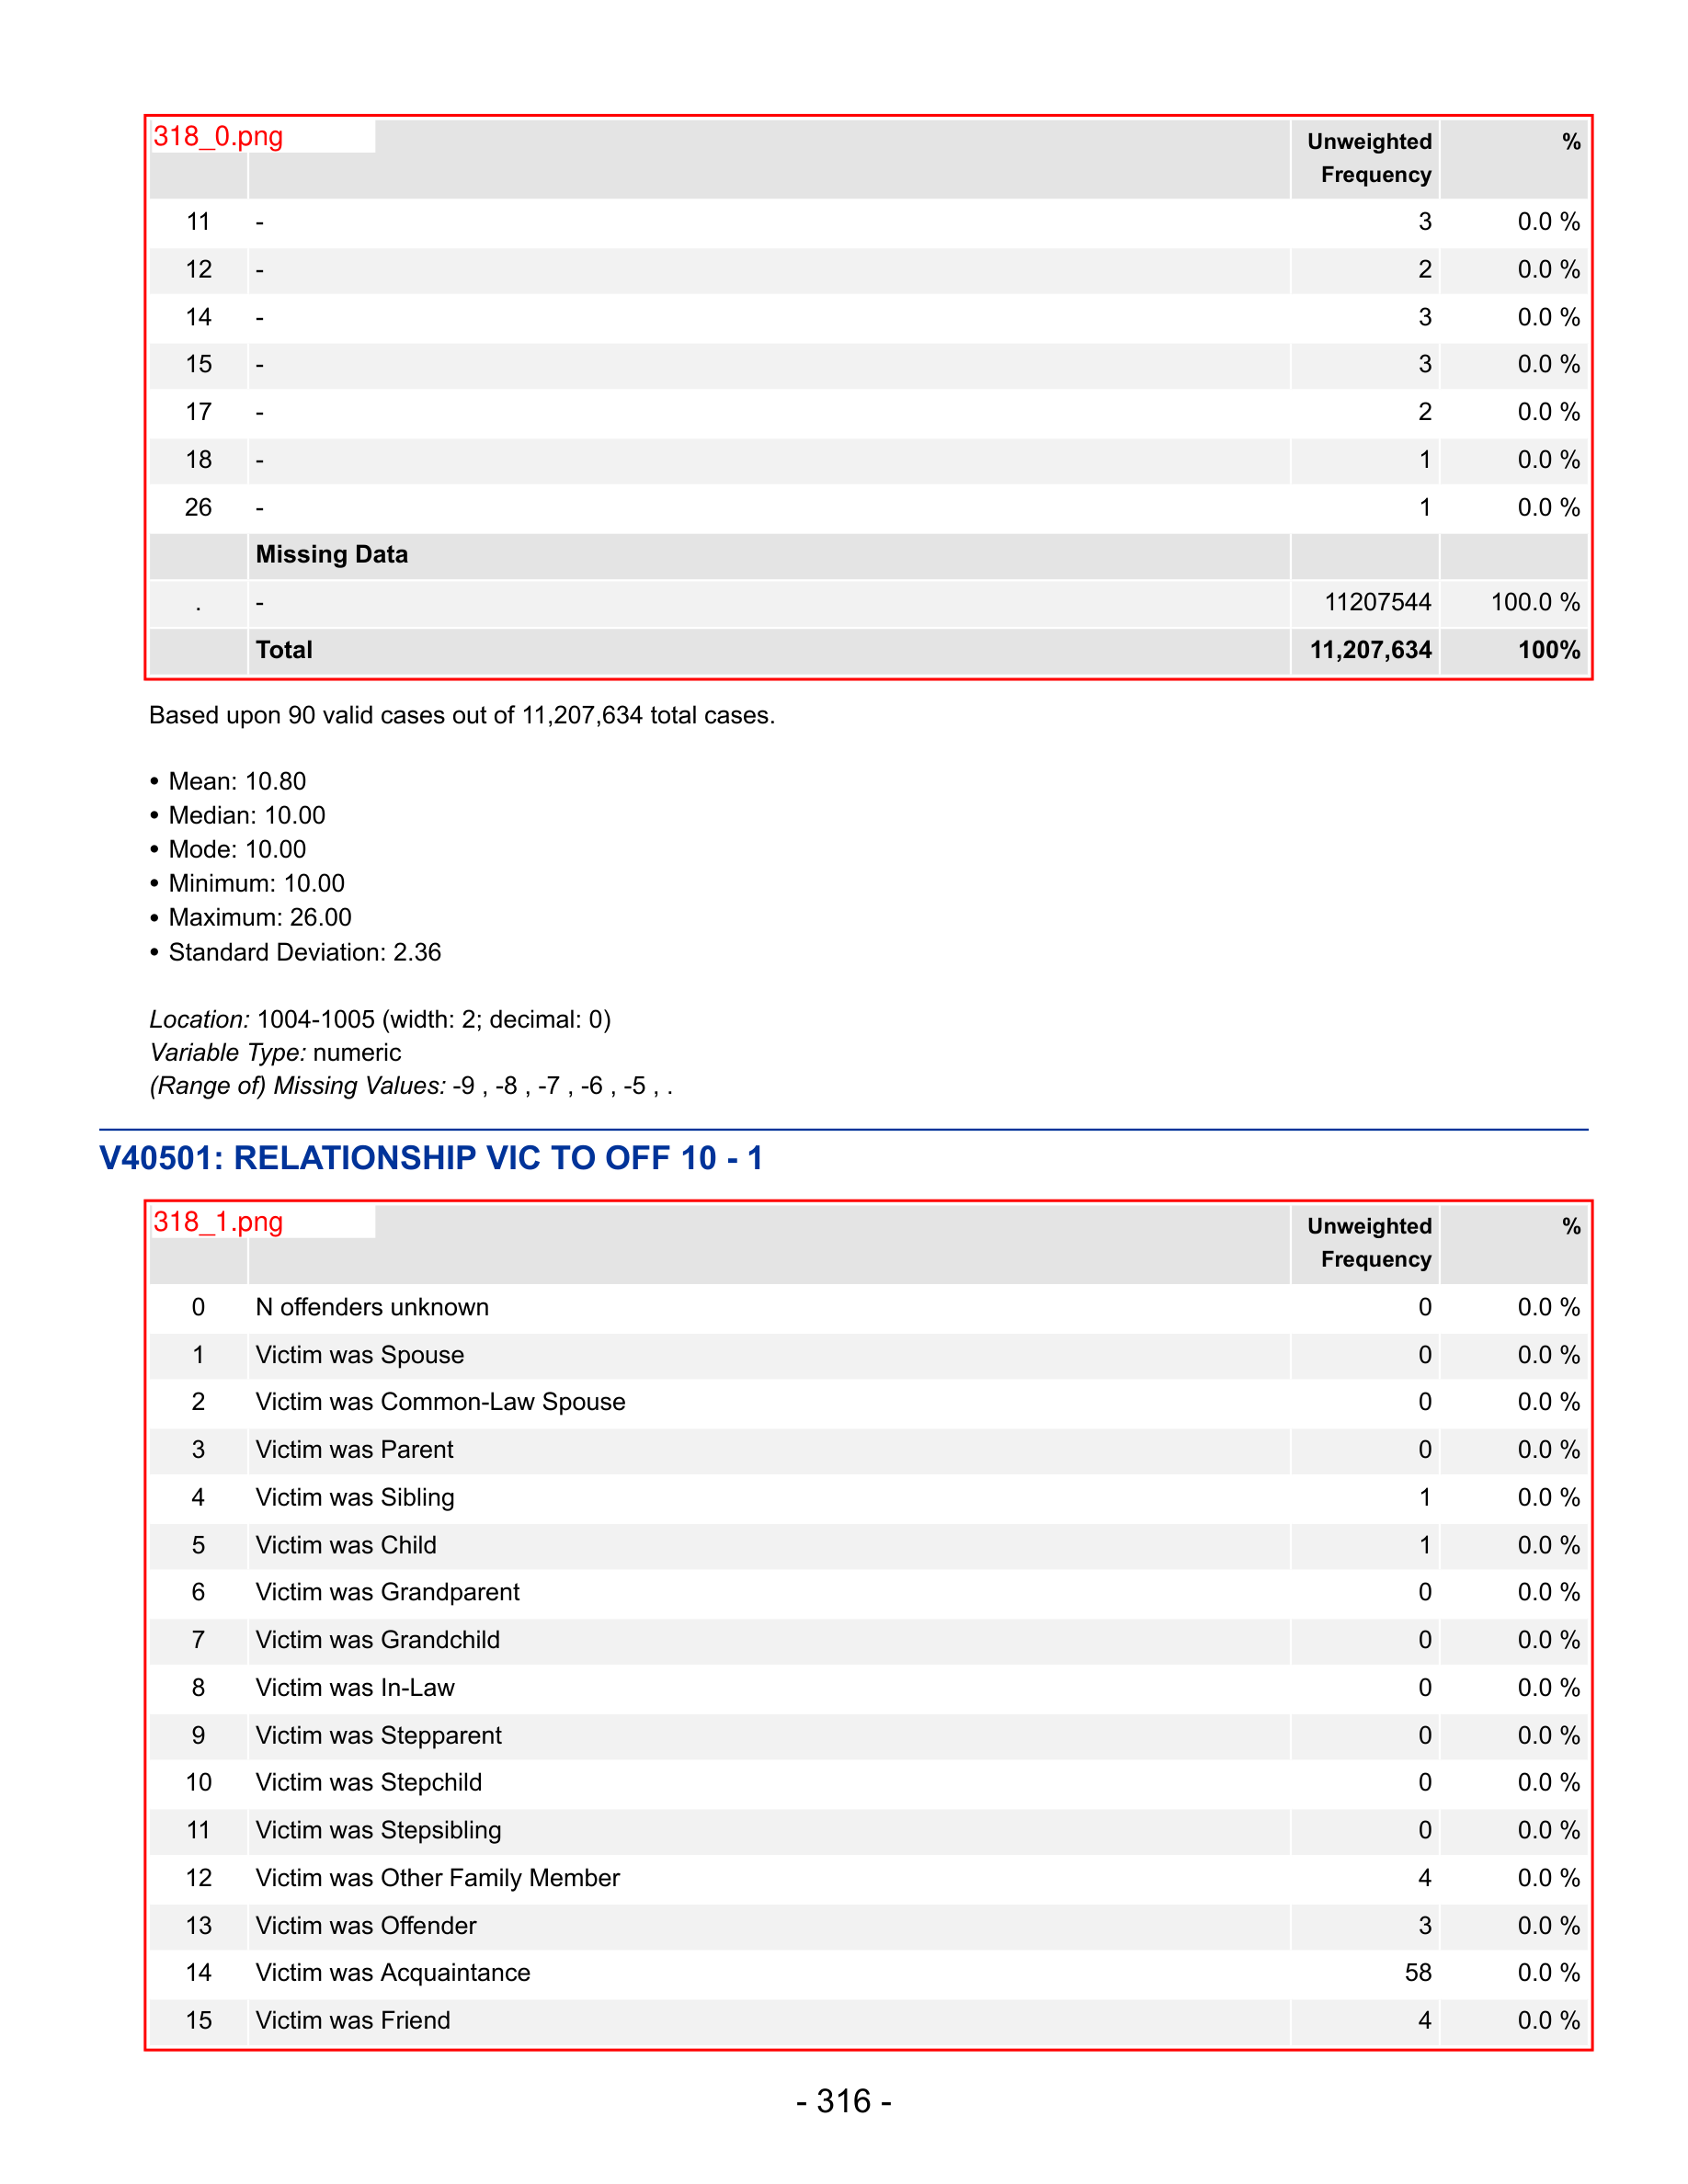 318_0.png
Unweighted Frequency %
11 - 3 0.0 %
12 - 2 0.0 %
14 - 3 0.0 %
15 - 3 0.0 %
17 - 2 0.0 %
18 - 1 0.0 %
26 - 1 0.0 %
Missing Data
. - 11207544 100.0 %
Total 11,207,634 100%
Based upon 90 valid cases out of 11,207,634 total cases.
• Mean: 10.80
• Median: 10.00
• Mode: 10.00
• Minimum: 10.00
• Maximum: 26.00
• Standard Deviation: 2.36
Location: 1004-1005 (width: 2; decimal: 0)
Variable Type: numeric
(Range of) Missing Values: -9 , -8 , -7 , -6 , -5 , .
V40501: RELATIONSHIP VIC TO OFF 10 - 1
318_1.png
Unweighted Frequency %
0 N offenders unknown 0 0.0 %
1 Victim was Spouse 0 0.0 %
2 Victim was Common-Law Spouse 0 0.0 %
3 Victim was Parent 0 0.0 %
4 Victim was Sibling 1 0.0 %
5 Victim was Child 1 0.0 %
6 Victim was Grandparent 0 0.0 %
7 Victim was Grandchild 0 0.0 %
8 Victim was In-Law 0 0.0 %
9 Victim was Stepparent 0 0.0 %
10 Victim was Stepchild 0 0.0 %
11 Victim was Stepsibling 0 0.0 %
12 Victim was Other Family Member 4 0.0 %
13 Victim was Offender 3 0.0 %
14 Victim was Acquaintance 58 0.0 %
15 Victim was Friend 4 0.0 %
- 316 -